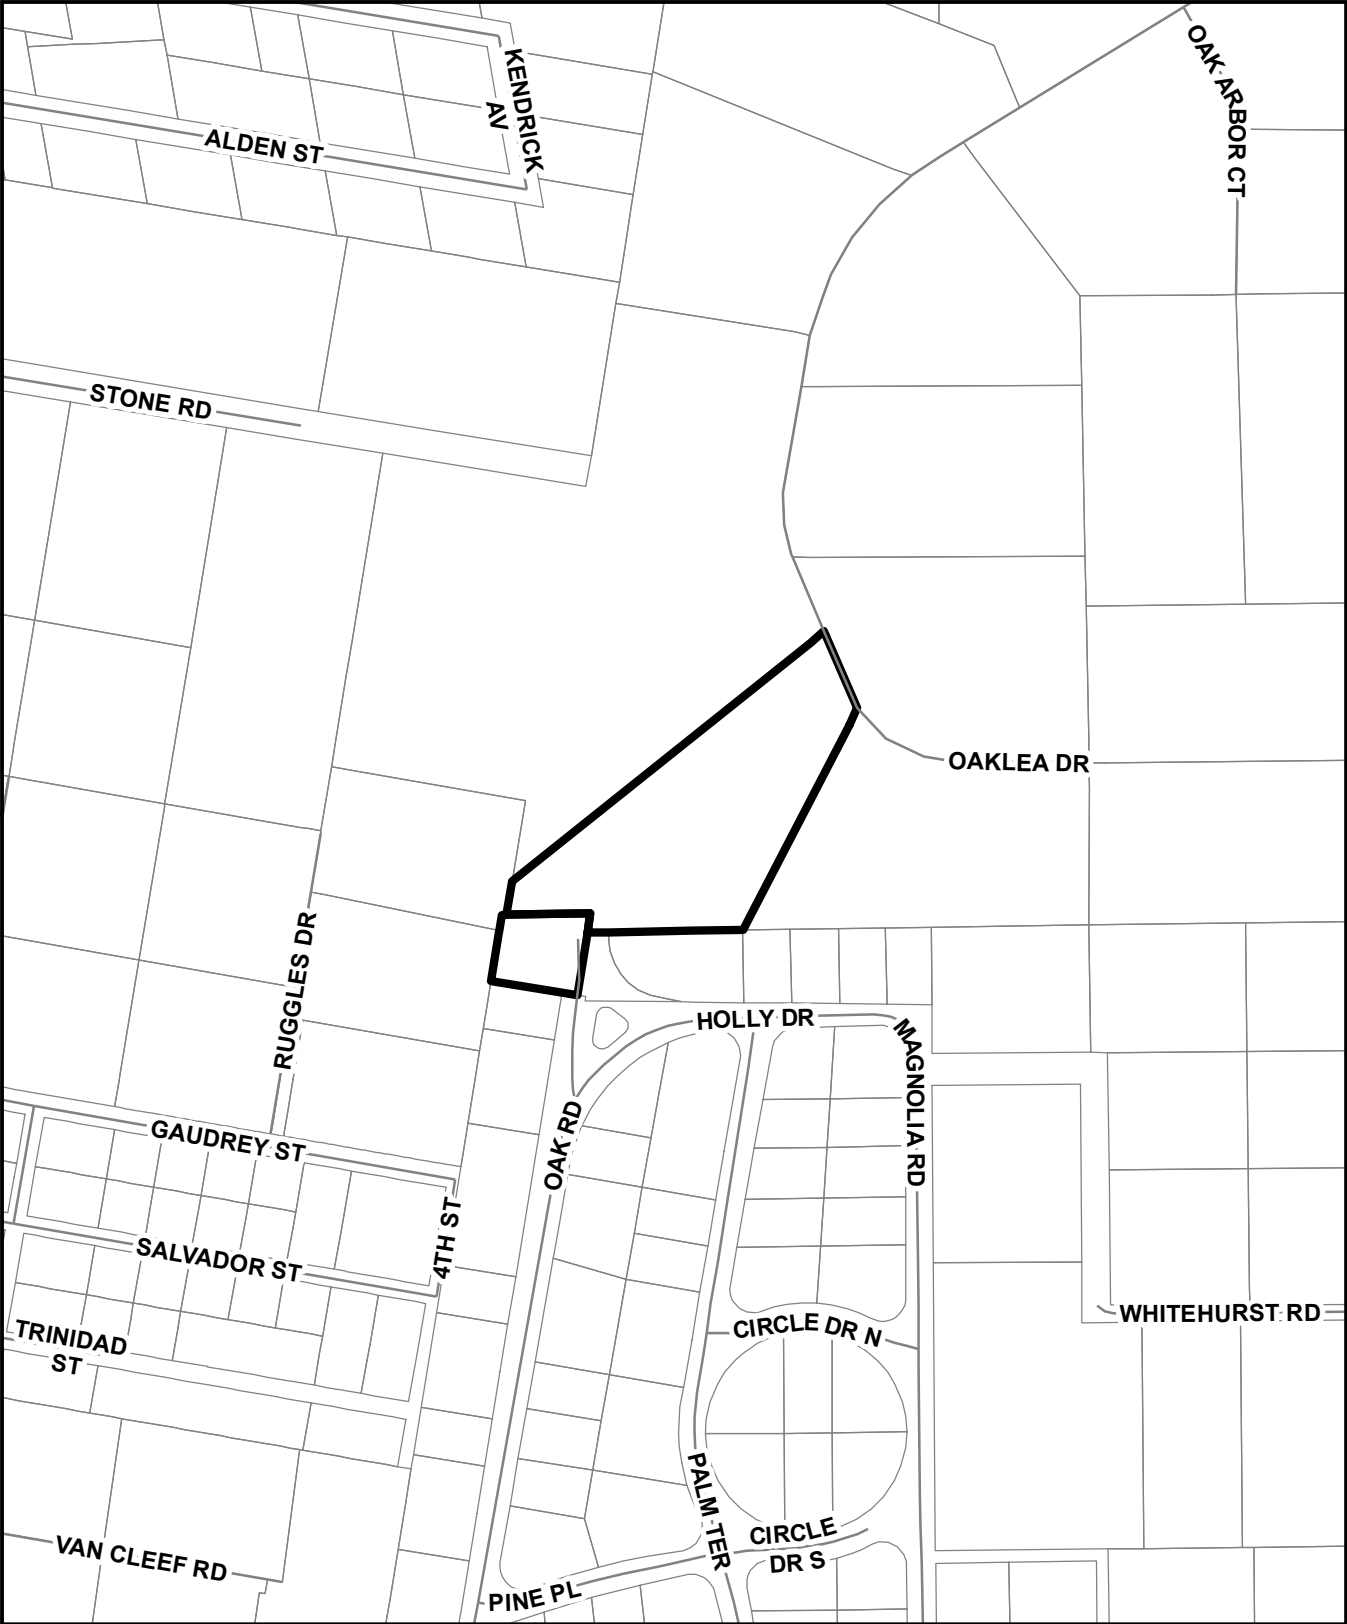 OAK ARBOR CT
KENDRICK
AV
ALDEN ST
STONE RD
OAKLEA DR
RUGGLES DR
HOLLY DR
MAGNOLIA RD
OAK RD
GAUDREY ST
4TH ST
SALVADOR ST
WHITEHURST RD
TRINIDAD
ST
CIRCLE DR N
PALM TER
CIRCLE
DR S
VAN CLEEF RD
PINE PL